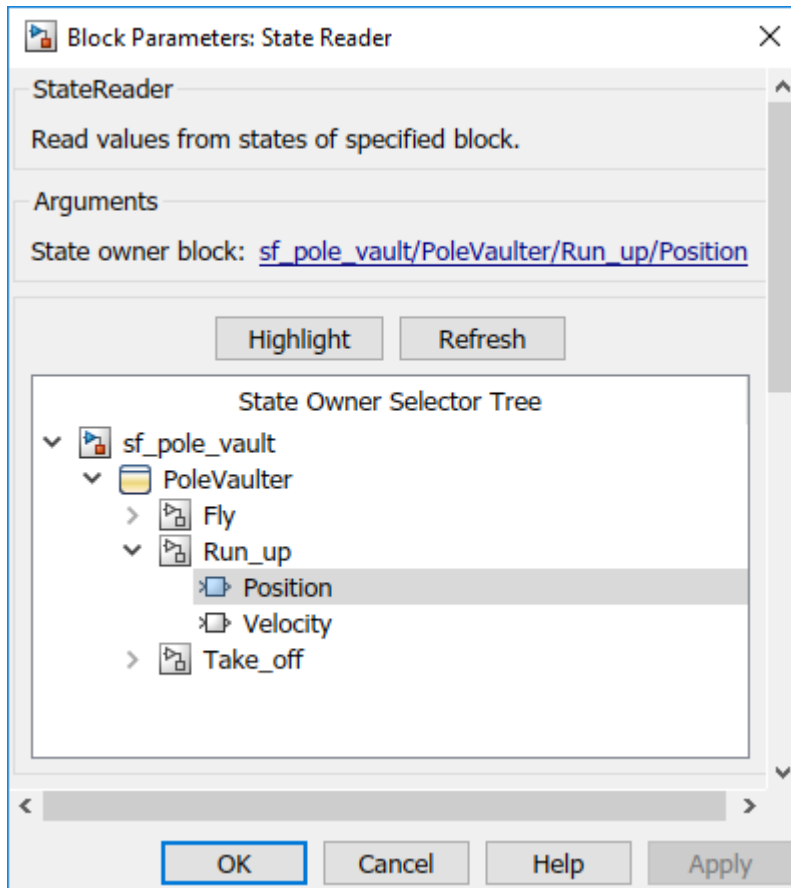 Block Parameters: State Reader
StateReader
Read values from states of specified block.
Arguments
State owner block: sf_pole_vault/PoleVaulter/Run_up/Position
Highlight Refresh
State Owner Selector Tree
sf_pole_vault
PoleVaulter
Fly
Run_up
Position
Velocity
Take_off
OK Cancel Help Apply